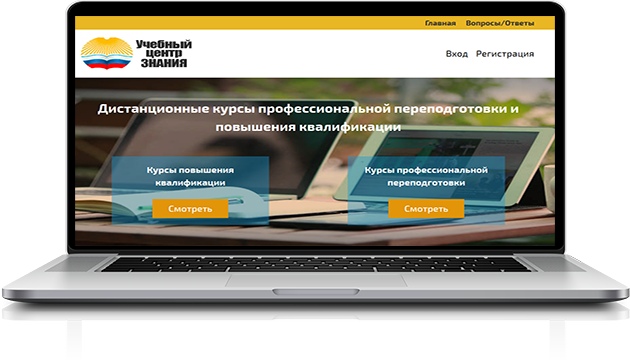 Главная Вопросы/Ответы
Учебный
центр
ЗНАНИЯ
Вход Регистрация
Дистанционные курсы профессиональной переподготовки и
повышения квалификации
Курсы повышения
квалификации
Смотреть
Курсы профессиональной
переподготовки
Смотреть